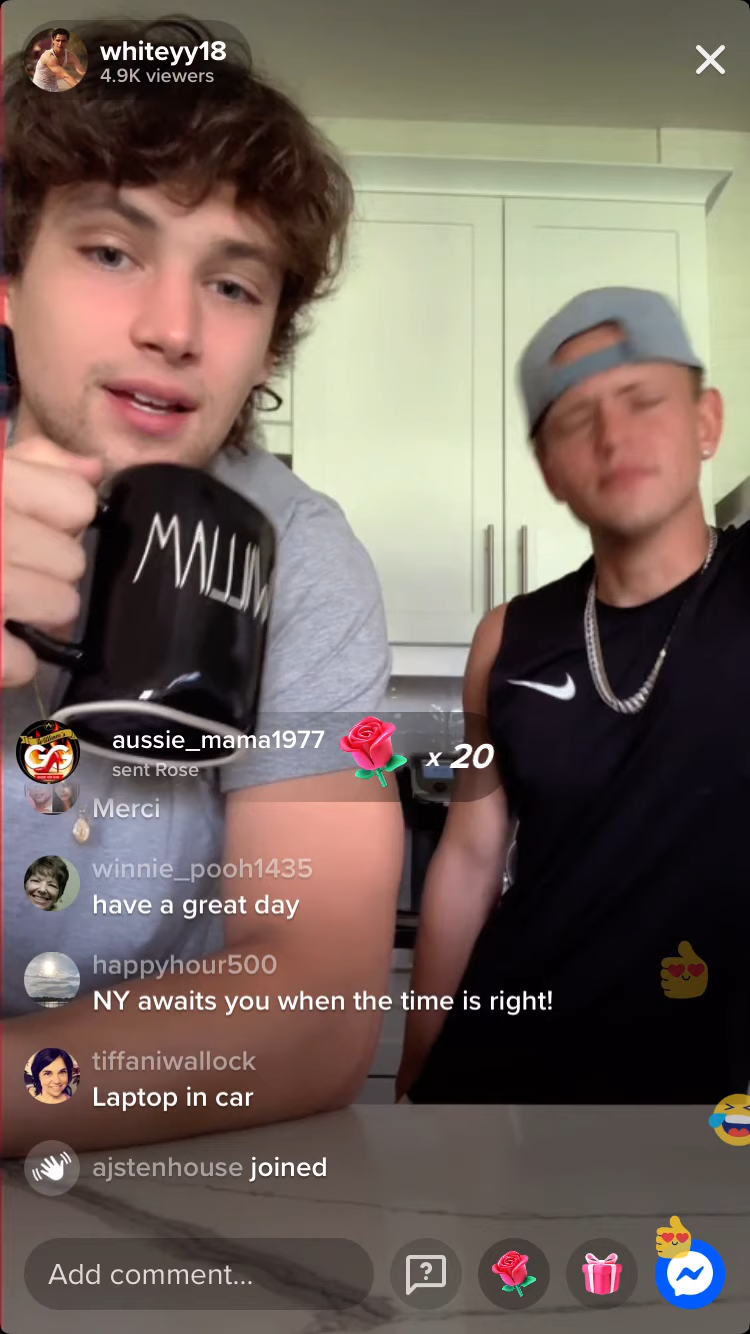 whiteyy18
4.9K viewers
aussie_mama1977
sent Rose
x 20
Merci
winnie_pooh1435
have a great day
happyhour500
NY awaits you when the time is right!
tiffaniwallock
Laptop in car
ajstenhouse joined
Add comment...